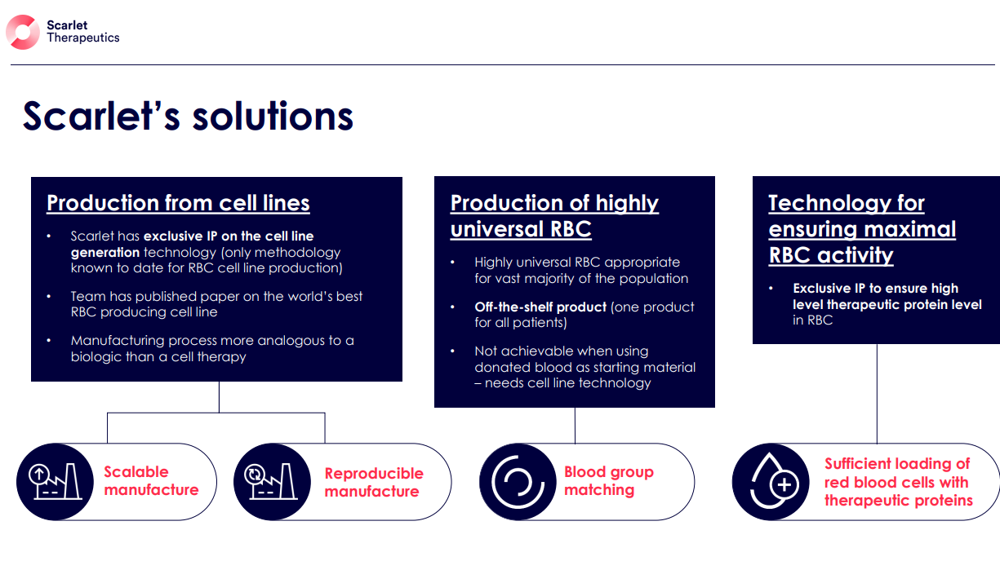 Scarlet
Therapeutics
Scarlet’s solutions
Production from cell lines
• Scarlet has exclusive IP on the cell line
generation technology (only methodology
known to date for RBC cell line production)
• Team has published paper on the world’s best
RBC producing cell line
• Manufacturing process more analogous to a
biologic than a cell therapy
Production of highly
universal RBC
• Highly universal RBC appropriate
for vast majority of the population
• Off-the-shelf product (one product
for all patients)
• Not achievable when using
donated blood as starting material
– needs cell line technology
Technology for
ensuring maximal
RBC activity
• Exclusive IP to ensure high
level therapeutic protein level
in RBC
Scalable
manufacture
Reproducible
manufacture
Blood group
matching
Sufficient loading of
red blood cells with
therapeutic proteins